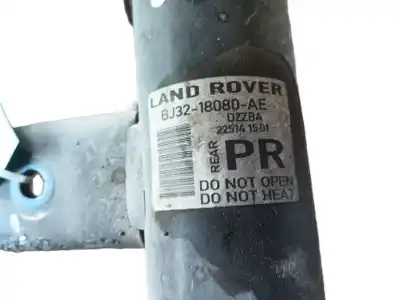 LAND ROVER
BJ32-18080-AE
DZZBA
22514 15:01
REAR
PR
DO NOT OPEN
DO NOT HEAT